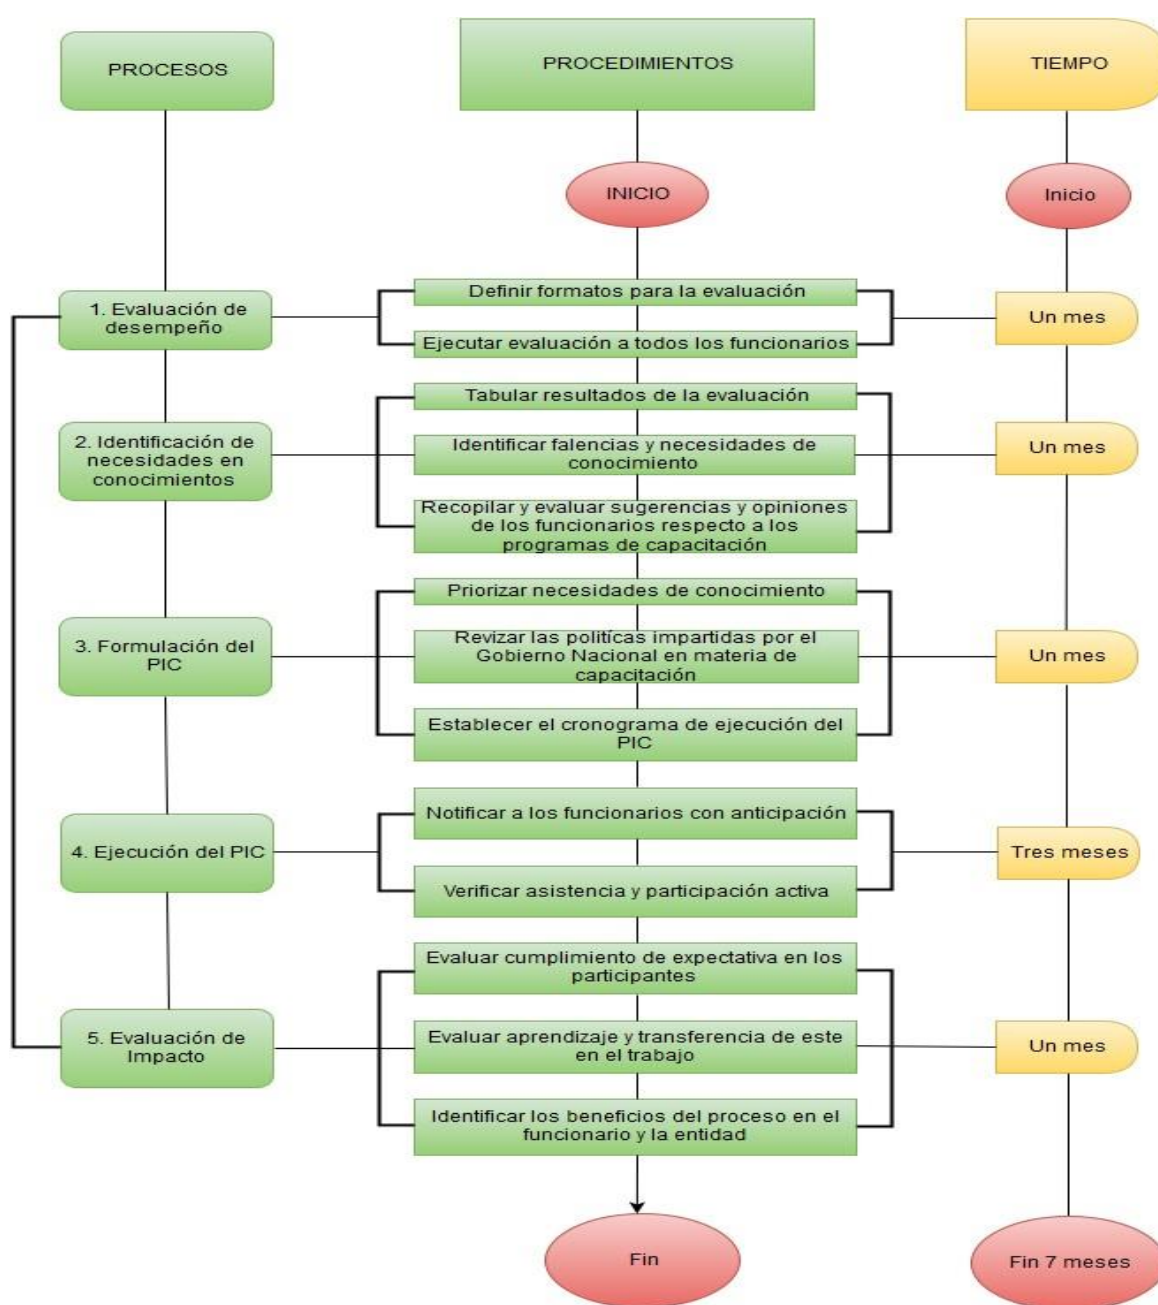 PROCESOS
PROCEDIMIENTOS
TIEMPO
INICIO
Inicio
1. Evaluación de
desempeño
Definir formatos para la evaluación
Ejecutar evaluación a todos los funcionarios
Un mes
2. Identificación de
necesidades en
conocimientos
Tabular resultados de la evaluación
Identificar falencias y necesidades de
conocimiento
Recopilar y evaluar sugerencias y opiniones
de los funcionarios respecto a los
programas de capacitación
Un mes
3. Formulación del
PIC
Priorizar necesidades de conocimiento
Revizar las politícas impartidas por el
Gobierno Nacional en materia de
capacitación
Establecer el cronograma de ejecución del
PIC
Un mes
4. Ejecución del PIC
Notificar a los funcionarios con anticipación
Verificar asistencia y participación activa
Tres meses
5. Evaluación de
Impacto
Evaluar cumplimiento de expectativa en los
participantes
Evaluar aprendizaje y transferencia de este
en el trabajo
Identificar los beneficios del proceso en el
funcionario y la entidad
Un mes
Fin
Fin 7 meses